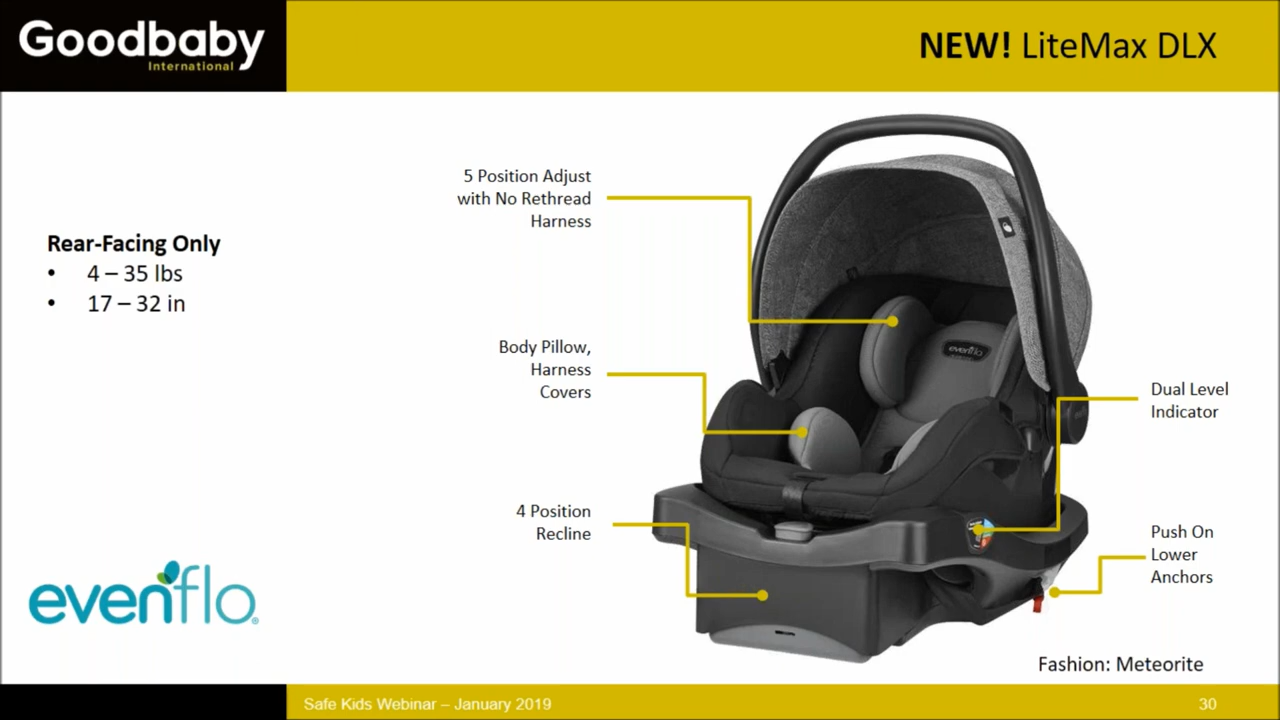 Goodbaby
International
NEW! LiteMax DLX
5 Position Adjust
with No Rethread
Harness
Rear-Facing Only
• 4 – 35 lbs
• 17 – 32 in
Body Pillow,
Harness
Covers
evenflo
Dual Level
Indicator
4 Position
Recline
Push On
Lower
Anchors
evenflo®
Fashion: Meteorite
Safe Kids Webinar – January 2019
30